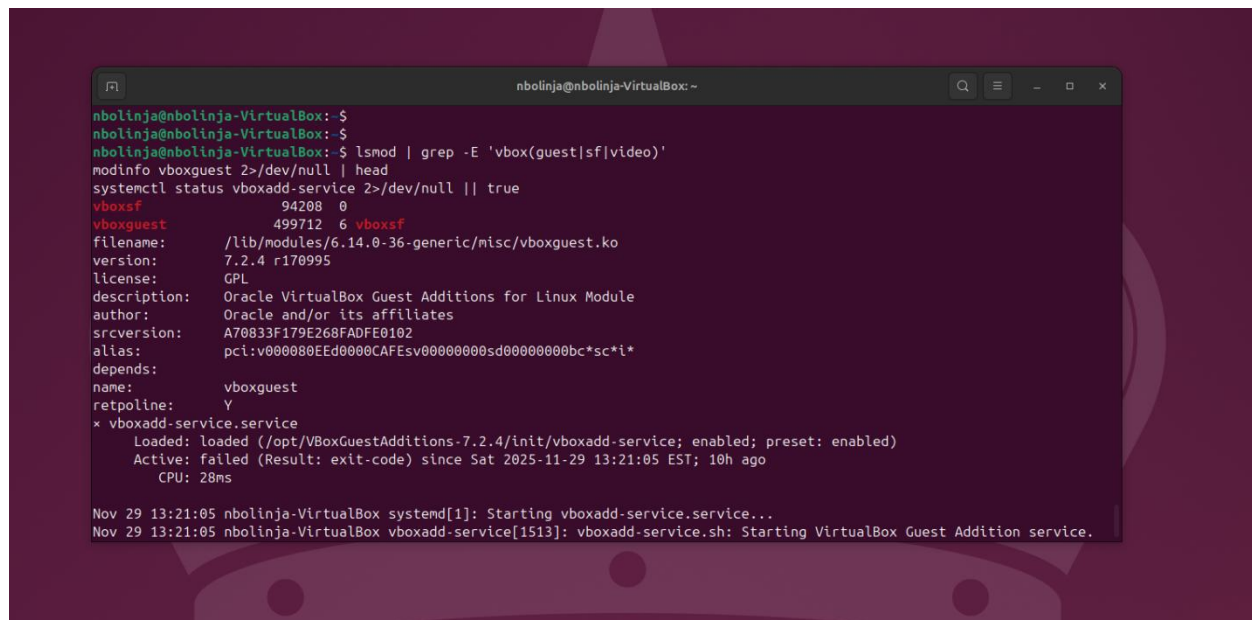 nbolinja@nbolinja-VirtualBox: ~
nbolinja@nbolinja-VirtualBox:~$
nbolinja@nbolinja-VirtualBox:~$
nbolinja@nbolinja-VirtualBox:~$ lsmod | grep -E 'vbox(guest|sf|video)'
modinfo vboxguest 2>/dev/null | head
systemctl status vboxadd-service 2>/dev/null || true
vboxsf 94208 0
vboxguest 499712 6 vboxsf
filename: /lib/modules/6.14.0-36-generic/misc/vboxguest.ko
version: 7.2.4 r170995
license: GPL
description: Oracle VirtualBox Guest Additions for Linux Module
author: Oracle and/or its affiliates
srcversion: A70833F179E268FADFE0102
alias: pci:v000080EEd0000CAFEsv00000000sd00000000bc*sc*i*
depends:
name: vboxguest
retpoline: Y
× vboxadd-service.service
Loaded: loaded (/opt/VBoxGuestAdditions-7.2.4/init/vboxadd-service; enabled; preset: enabled)
Active: failed (Result: exit-code) since Sat 2025-11-29 13:21:05 EST; 10h ago
CPU: 28ms
Nov 29 13:21:05 nbolinja-VirtualBox systemd[1]: Starting vboxadd-service.service...
Nov 29 13:21:05 nbolinja-VirtualBox vboxadd-service[1513]: vboxadd-service.sh: Starting VirtualBox Guest Addition service.